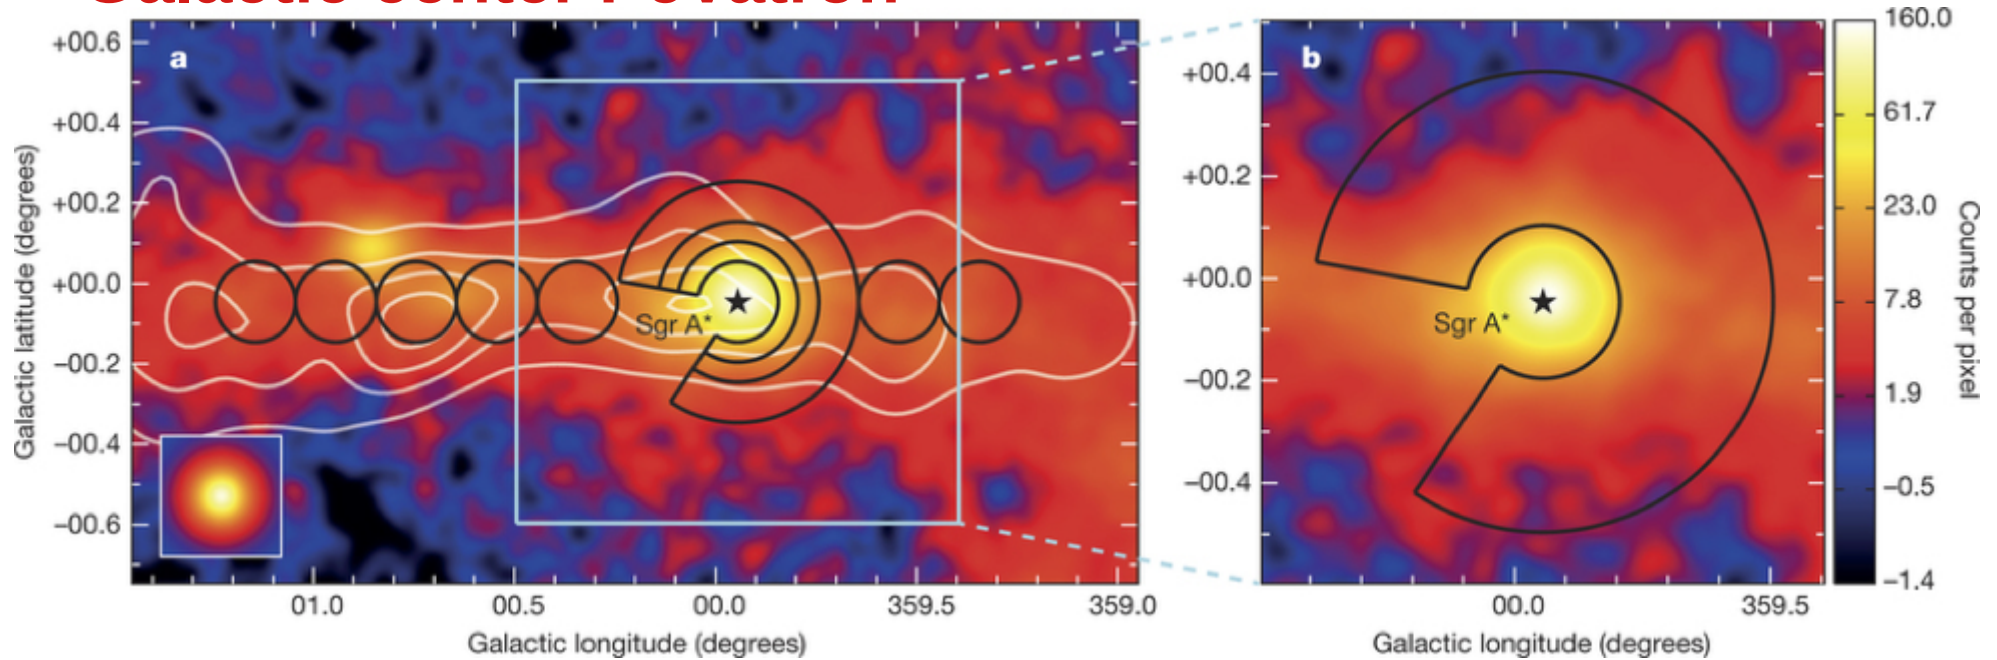 Galactic center Pevatron
a
Galactic latitude (degrees)
+00.6
+00.4
+00.2
+00.0
−00.2
−00.4
−00.6
Sgr A*
01.0
00.5
00.0
359.5
359.0
Galactic longitude (degrees)
b
+00.4
+00.2
+00.0
−00.2
−00.4
Sgr A*
00.0
359.5
Galactic longitude (degrees)
160.0
61.7
23.0
7.8
1.9
−0.5
−1.4
Counts per pixel